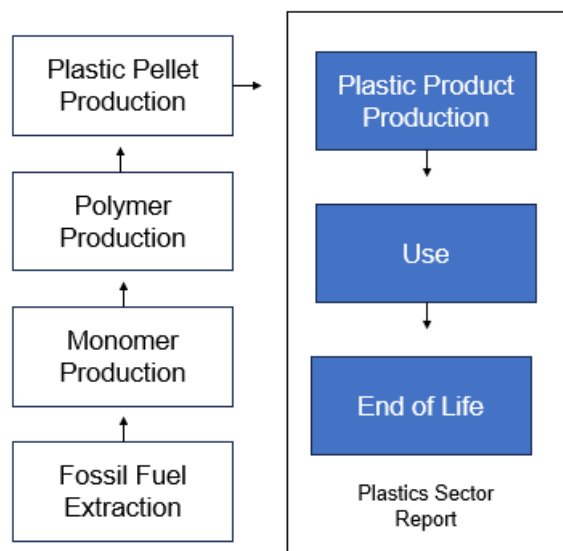 Plastic Pellet
Production
Polymer
Production
Monomer
Production
Fossil Fuel
Extraction
Plastic Product
Production
Use
End of Life
Plastics Sector
Report